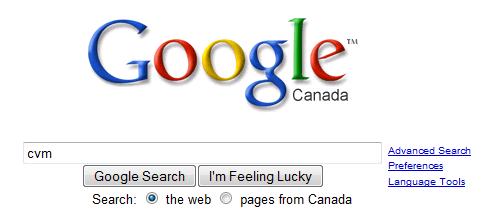 Google™
Canada
cvm
Advanced Search
Preferences
Language Tools
Google Search I'm Feeling Lucky
Search: the web pages from Canada